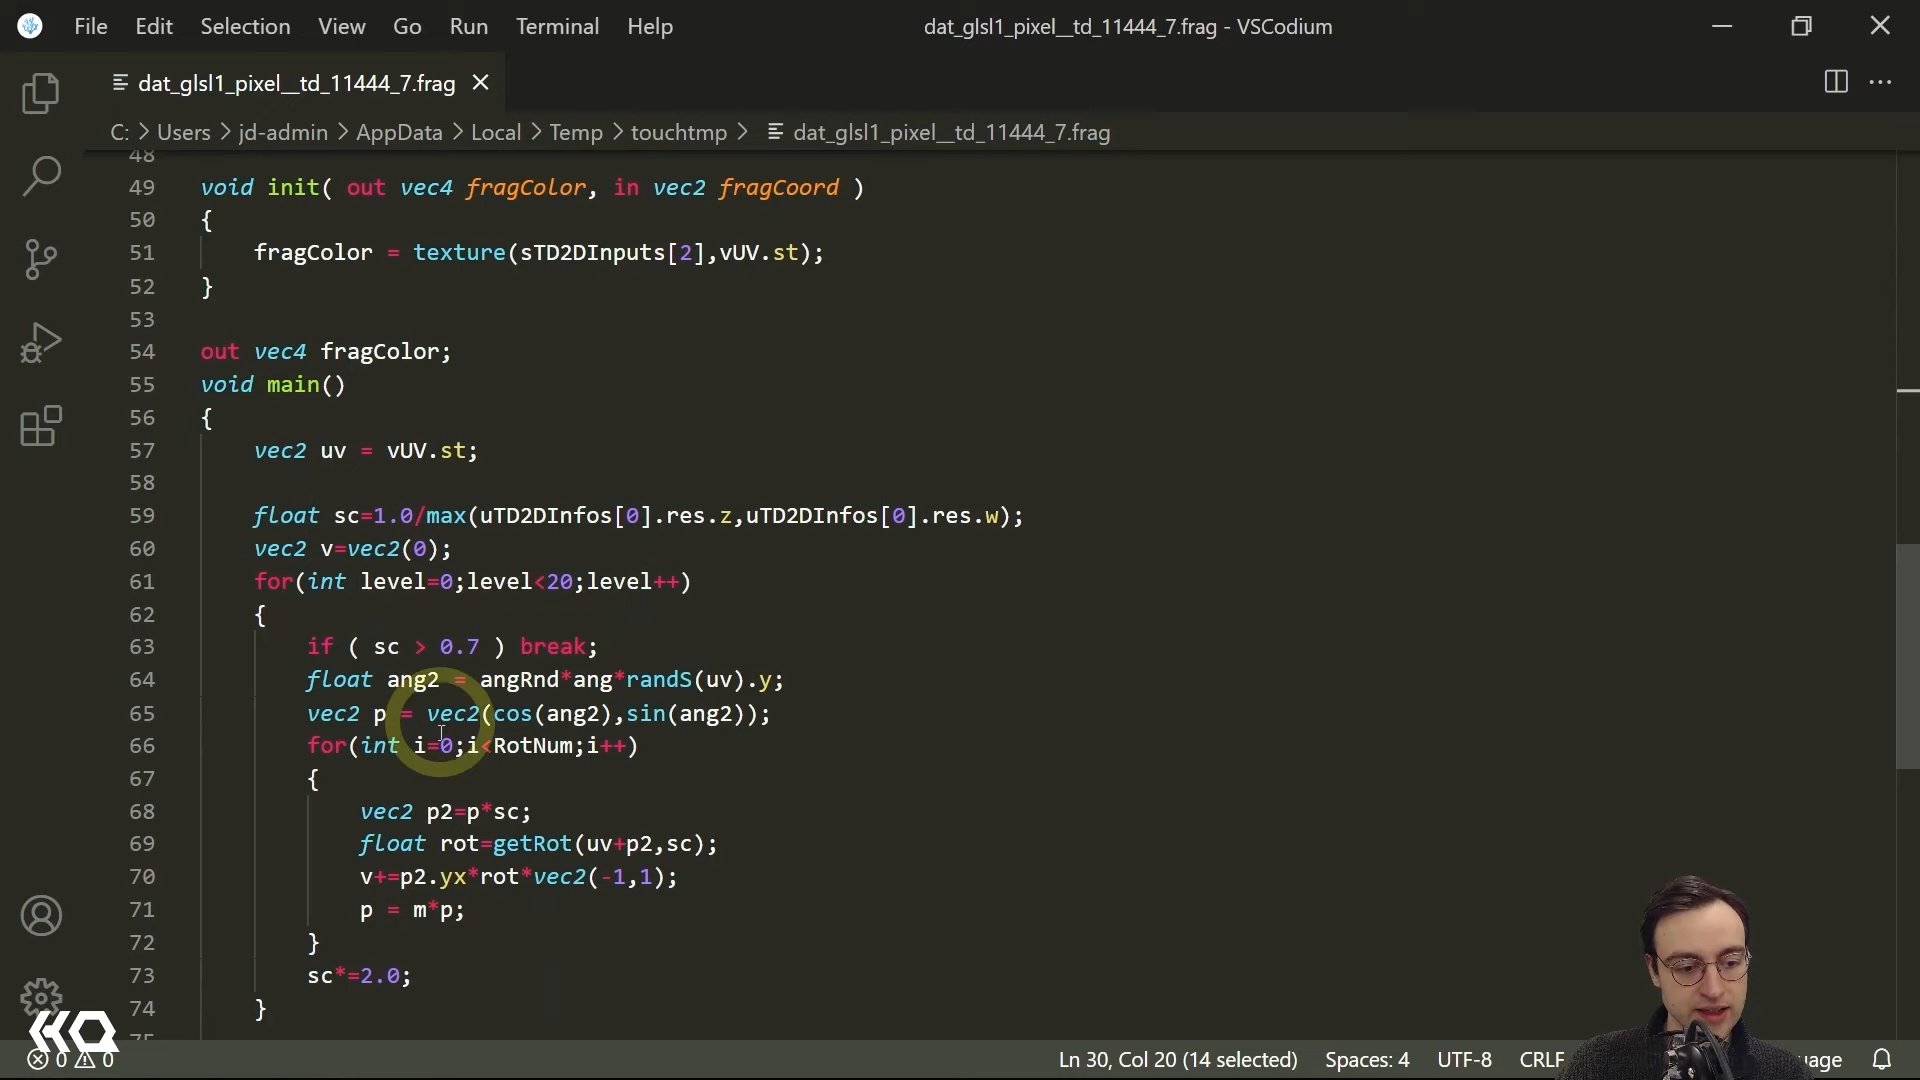 File Edit Selection View Go Run Terminal Help dat_glsl1_pixel__td_11444_7.frag - VSCodium
dat_glsl1_pixel__td_11444_7.frag
C: > Users > jd-admin > AppData > Local > Temp > touchtmp > dat_glsl1_pixel__td_11444_7.frag
48
49 void init( out vec4 fragColor, in vec2 fragCoord )
50 {
51 fragColor = texture(sTD2DInputs[2],vUV.st);
52 }
53
54 out vec4 fragColor;
55 void main()
56 {
57 vec2 uv = vUV.st;
58
59 float sc=1.0/max(uTD2DInfos[0].res.z,uTD2DInfos[0].res.w);
60 vec2 v=vec2(0);
61 for(int level=0;level<20;level++)
62 {
63 if ( sc > 0.7 ) break;
64 float ang2 = angRnd*ang*randS(uv).y;
65 vec2 p = vec2(cos(ang2),sin(ang2));
66 for(int i=0;i<RotNum;i++)
67 {
68 vec2 p2=p*sc;
69 float rot=getRot(uv+p2,sc);
70 v+=p2.yx*rot*vec2(-1,1);
71 p = m*p;
72 }
73 sc*=2.0;
74 }
HQ
0 0 Ln 30, Col 20 (14 selected) Spaces: 4 UTF-8 CRLF